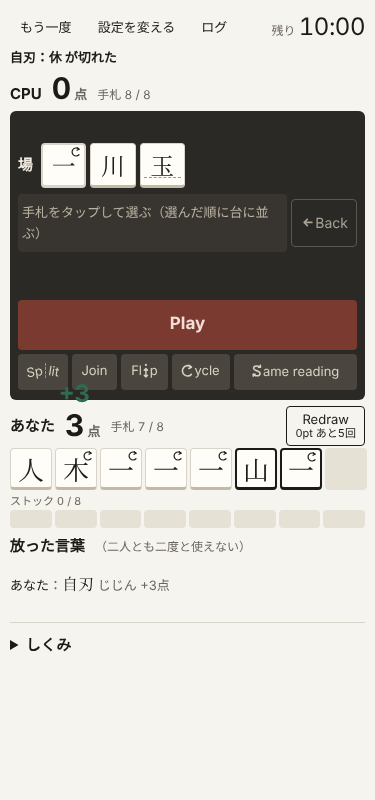 もう一度 設定を変える ログ 残り 10:00
自刃：休 が切れた
CPU 0 点 手札 8 / 8
場 一 川 玉
手札をタップして選ぶ（選んだ順に台に並ぶ）
←Back
Play
Split Join Flip Cycle Same reading
+3
あなた 3 点 手札 7 / 8
Redraw
0pt あと5回
人 木 一 一 一 山 一
ストック 0 / 8
放った言葉 （二人とも二度と使えない）
あなた：自刃 じじん +3点
▶ しくみ